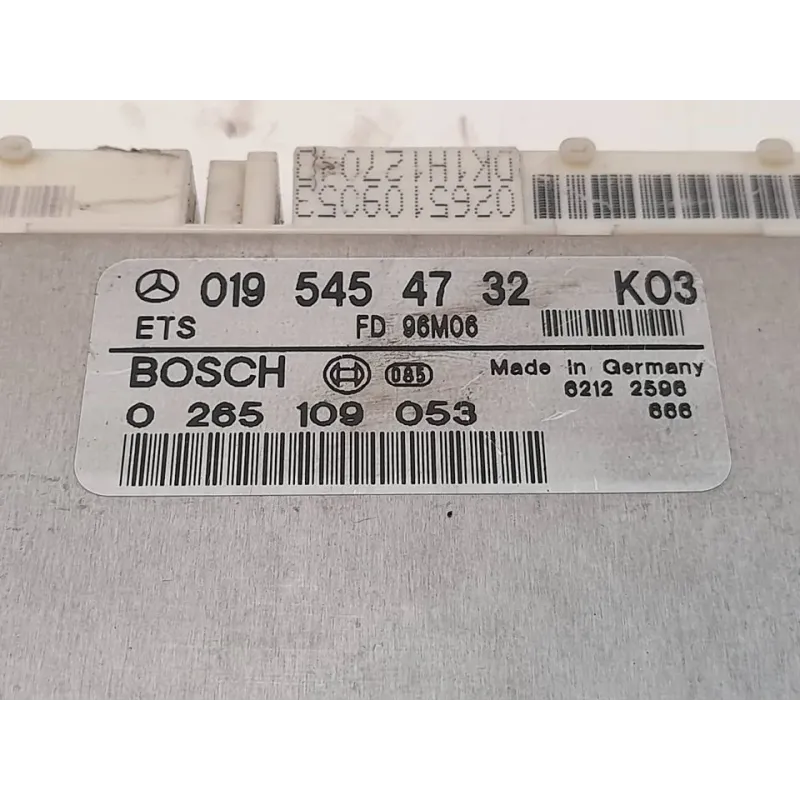 0265109053
DK1H12704
019 545 47 32 K03
ETS FD 96M06
BOSCH 085 Made in Germany
6212 2596
0 265 109 053 666